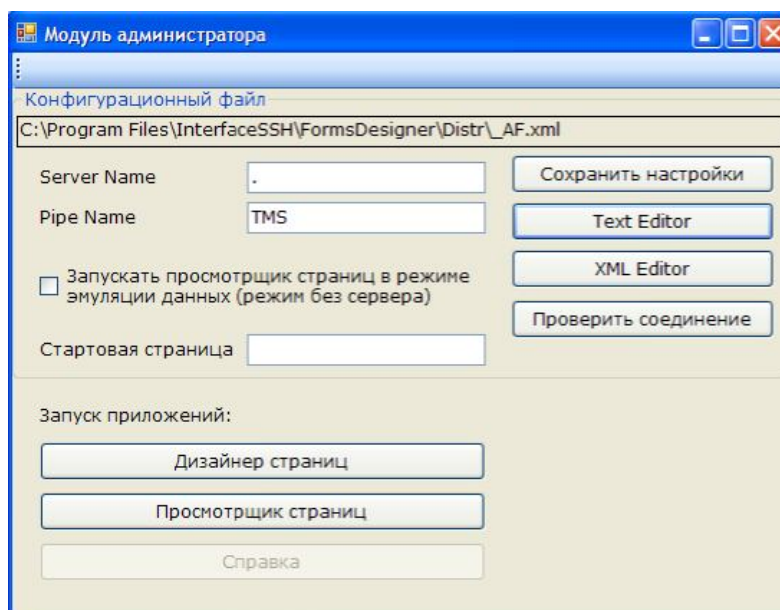 Модуль администратора
Конфигурационный файл
C:\Program Files\InterfaceSSH\FormsDesigner\Distr\_AF.xml
Server Name
.
Сохранить настройки
Pipe Name
TMS
Text Editor
Запускать просмотрщик страниц в режиме
эмуляции данных (режим без сервера)
XML Editor
Проверить соединение
Стартовая страница
Запуск приложений:
Дизайнер страниц
Просмотрщик страниц
Справка